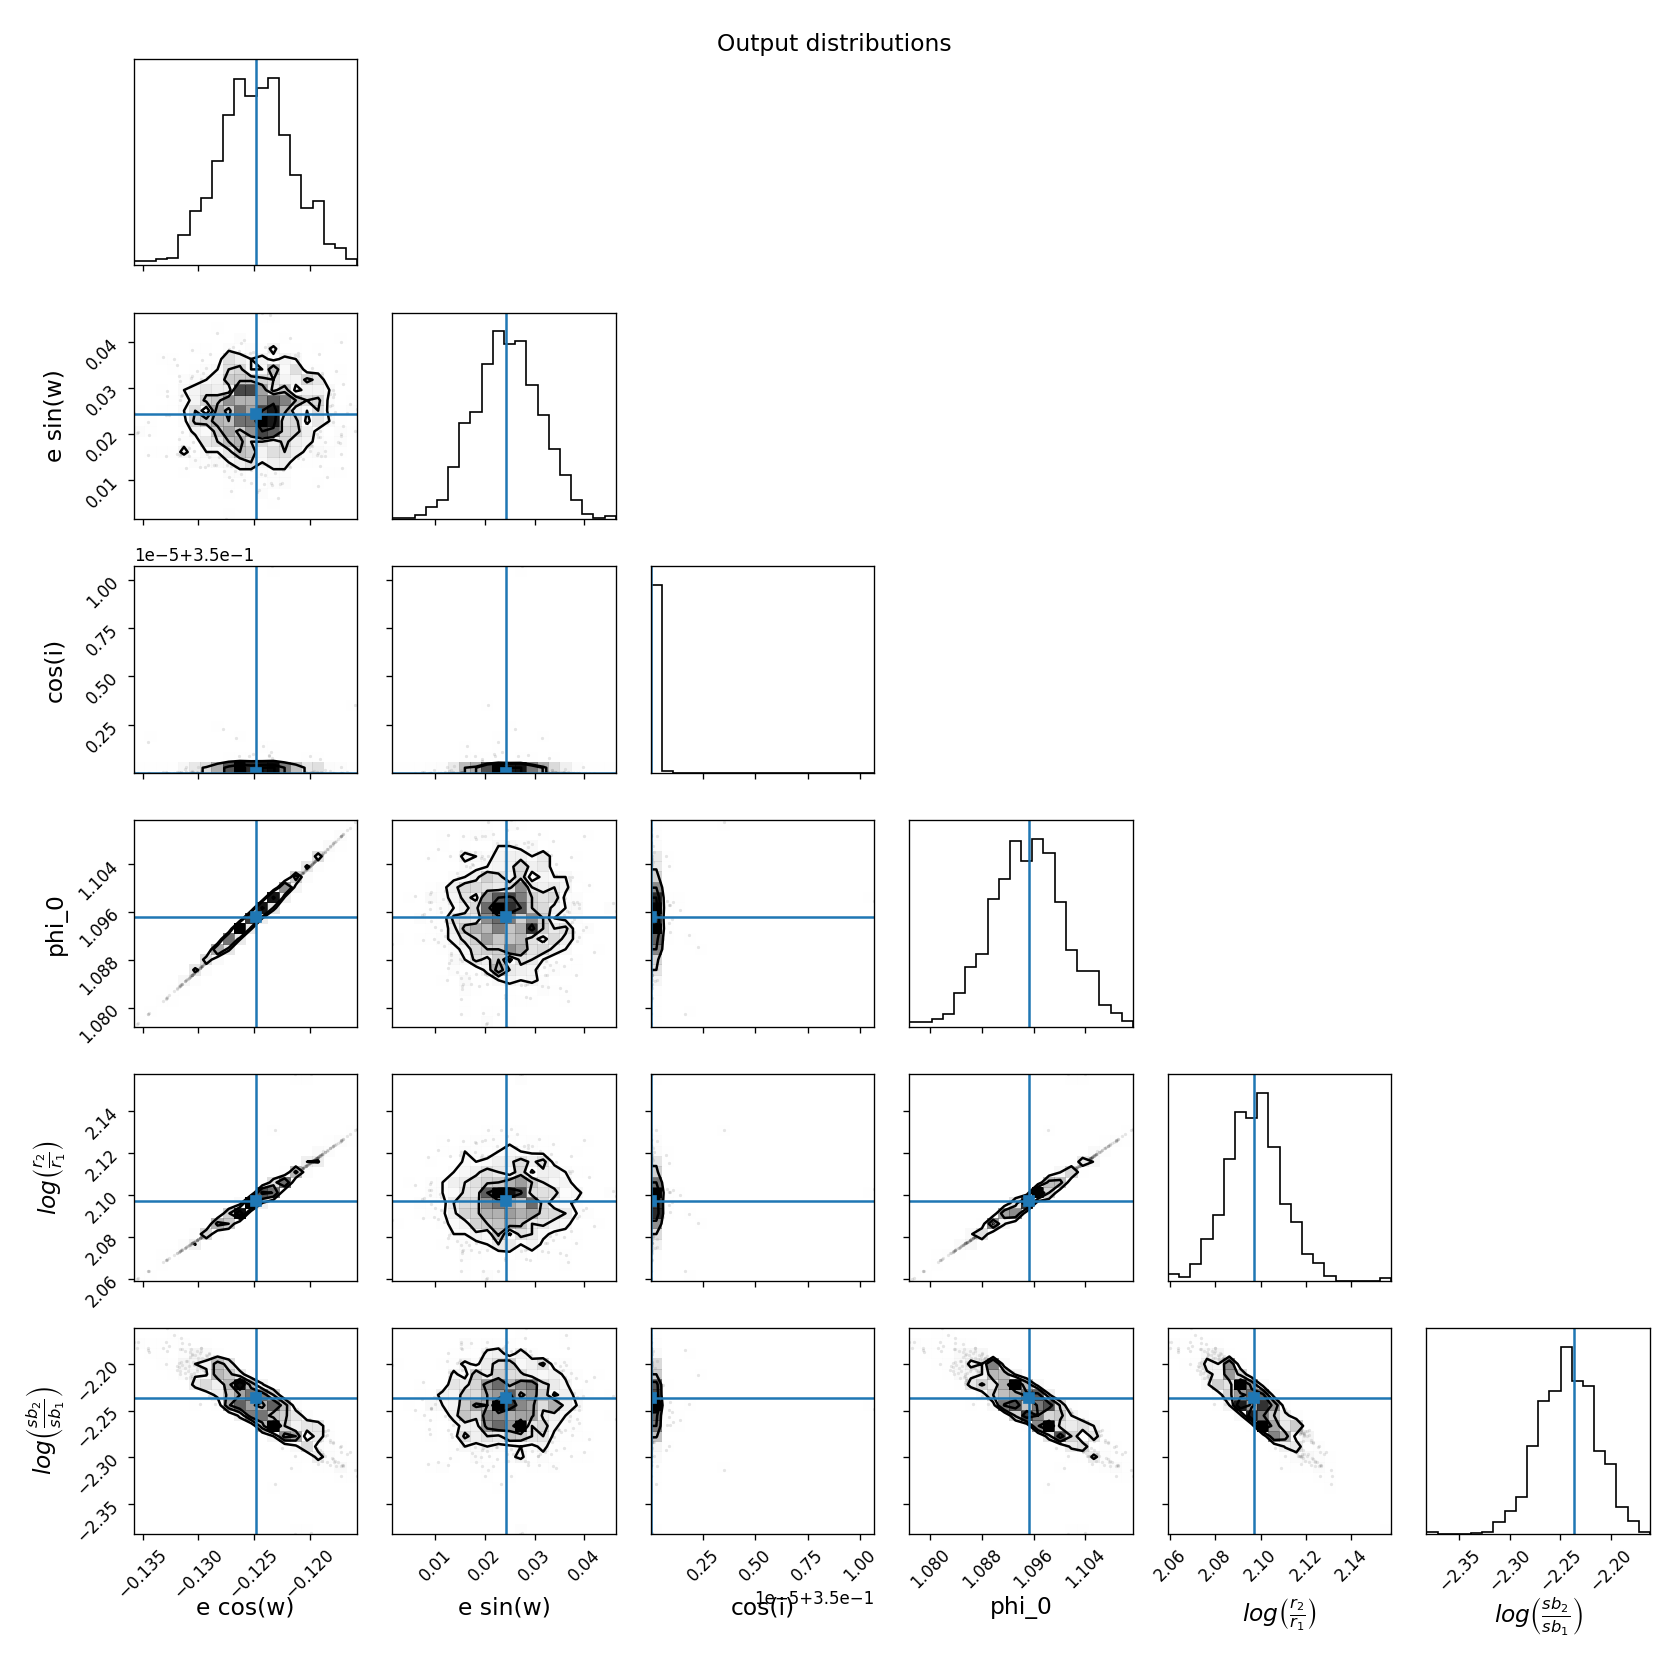 Output distributions
e sin(w)
0.04
0.03
0.02
0.01
1e−5+3.5e−1
cos(i)
1.00
0.75
0.50
0.25
phi_0
1.104
1.096
1.088
1.080
log(r₂/r₁)
2.14
2.12
2.10
2.08
2.06
log(sb₂/sb₁)
−2.20
−2.25
−2.30
−2.35
−0.135 −0.130 −0.125 −0.120
0.01 0.02 0.03 0.04
0.25 0.50 0.75 1.00
1.080 1.088 1.096 1.104
2.06 2.08 2.10 2.12 2.14
−2.35 −2.30 −2.25 −2.20
1e−5+3.5e−1
e cos(w) e sin(w) cos(i) phi_0 log(r₂/r₁) log(sb₂/sb₁)